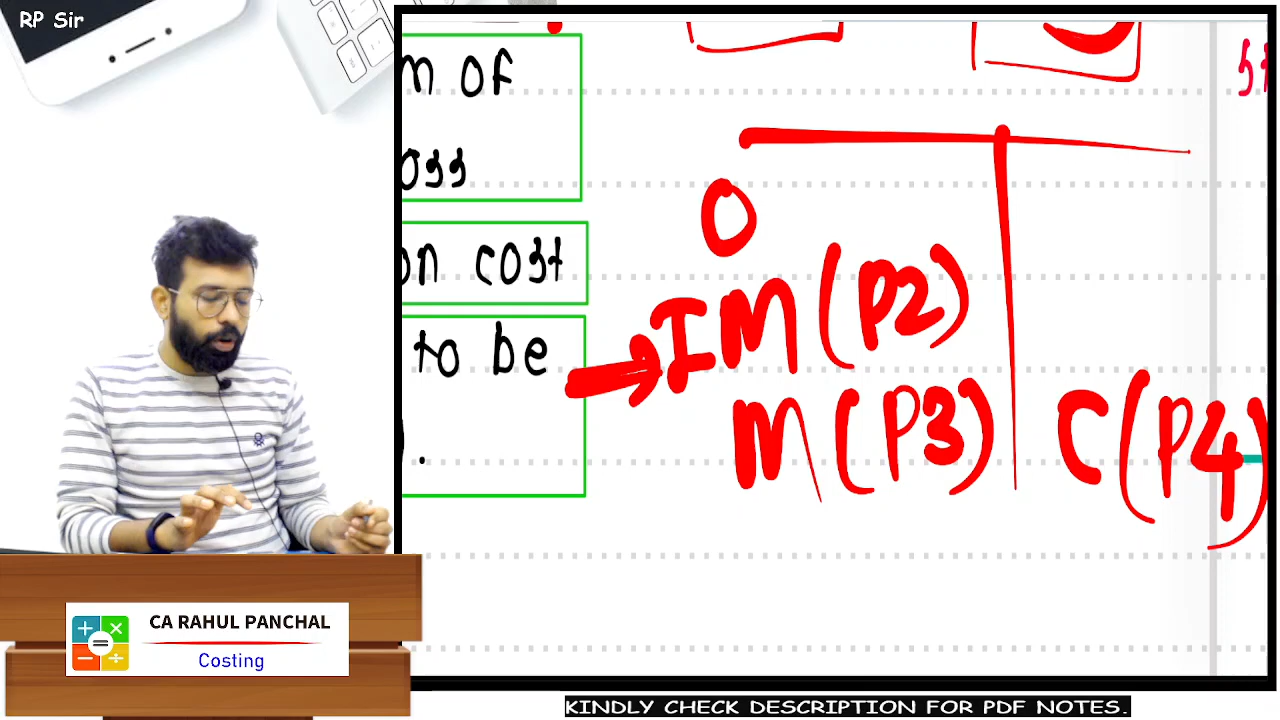 RP Sir
m of
oss
on cost
to be
.
O
IM (P2)
M (P3)
C (P4)
CA RAHUL PANCHAL
Costing
KINDLY CHECK DESCRIPTION FOR PDF NOTES.